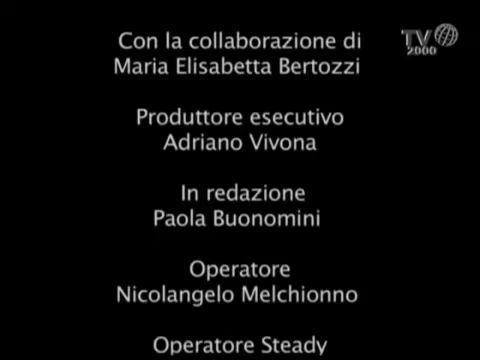 Con la collaborazione di
Maria Elisabetta Bertozzi
TV
2000
Produttore esecutivo
Adriano Vivona
In redazione
Paola Buonomini
Operatore
Nicolangelo Melchionno
Operatore Steady